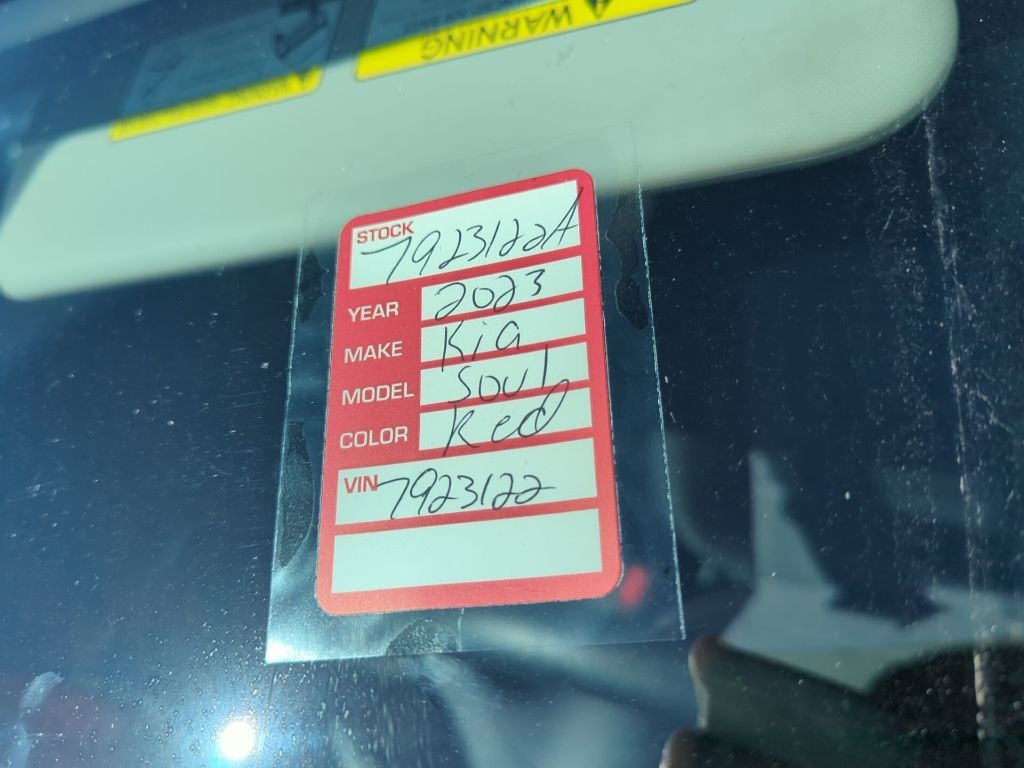 WARNING
STOCK 7923122A
YEAR 2023
MAKE Kia
MODEL Soul
COLOR Red
VIN 7923122